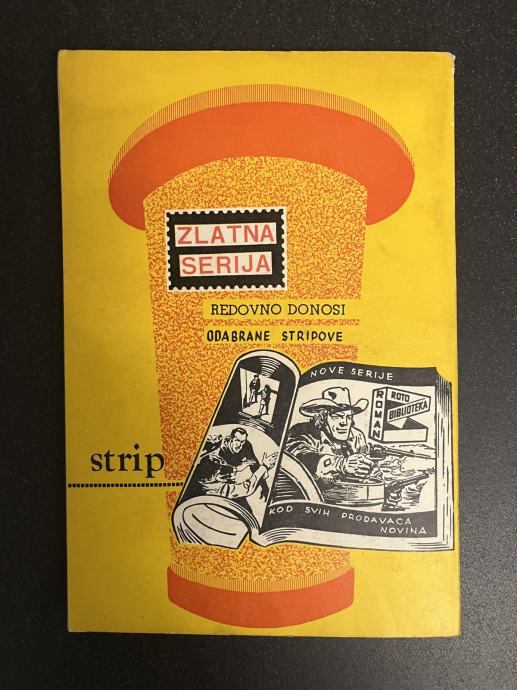 ZLATNA
SERIJA
REDOVNO DONOSI
ODABRANE STRIPOVE
NOVE SERIJE
ROMAN
ROTO
BIBLIOTEKA
strip
KOD SVIH PRODAVACA
NOVINA